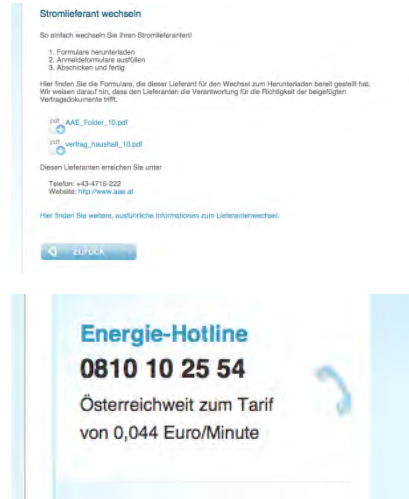 Stromlieferant wechseln
So einfach wechseln Sie Ihren Stromlieferanten!
1. Formulare herunterladen
2. Anmeldeformulare ausfüllen
3. Abschicken und fertig
Hier finden Sie die Formulare, die dieser Lieferant für den Wechsel zum Herunterladen bereit gestellt hat.
Wir weisen darauf hin, dass den Lieferanten die Verantwortung für die Richtigkeit der beigefügten
Vertragsdokumente trifft.
pdf AAE_Folder_10.pdf
pdf vertrag_haushalt_10.pdf
Diesen Lieferanten erreichen Sie unter
Telefon: +43-4715-222
Website: http://www.aae.at
Hier finden Sie weitere, ausführliche Informationen zum Lieferantenwechsel.
zurück
Energie-Hotline
0810 10 25 54
Österreichweit zum Tarif
von 0,044 Euro/Minute